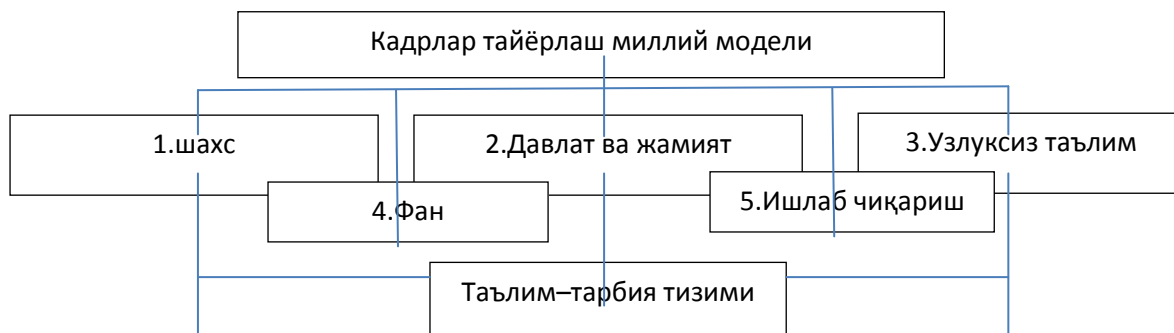 Кадрлар тайёрлаш миллий модели
1.шахс
2.Давлат ва жамият
3.Узлуксиз таълим
4.Фан
5.Ишлаб чиқариш
Таълим–тарбия тизими